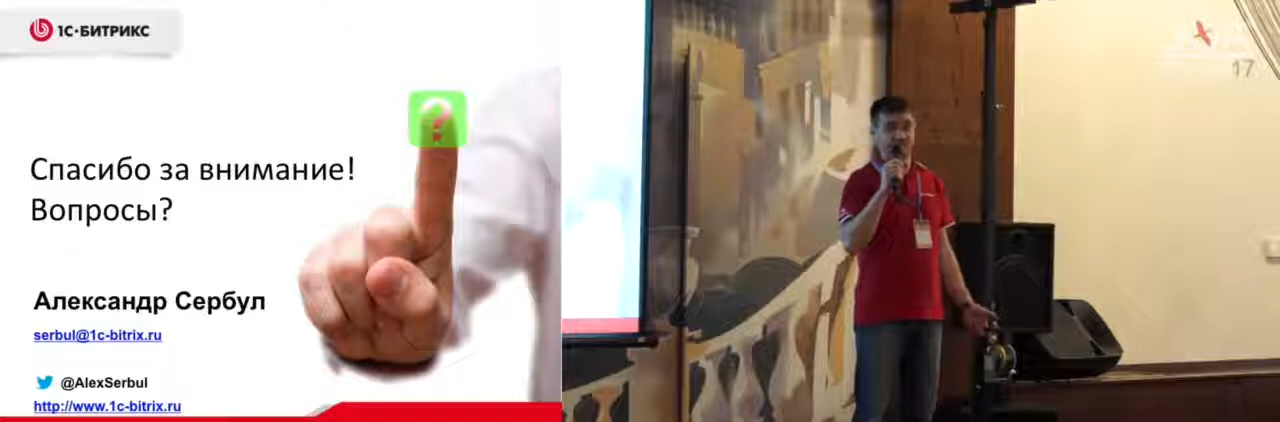 1С·БИТРИКС
Спасибо за внимание!
Вопросы?
Александр Сербул
serbul@1c-bitrix.ru
@AlexSerbul
http://www.1c-bitrix.ru
?
17